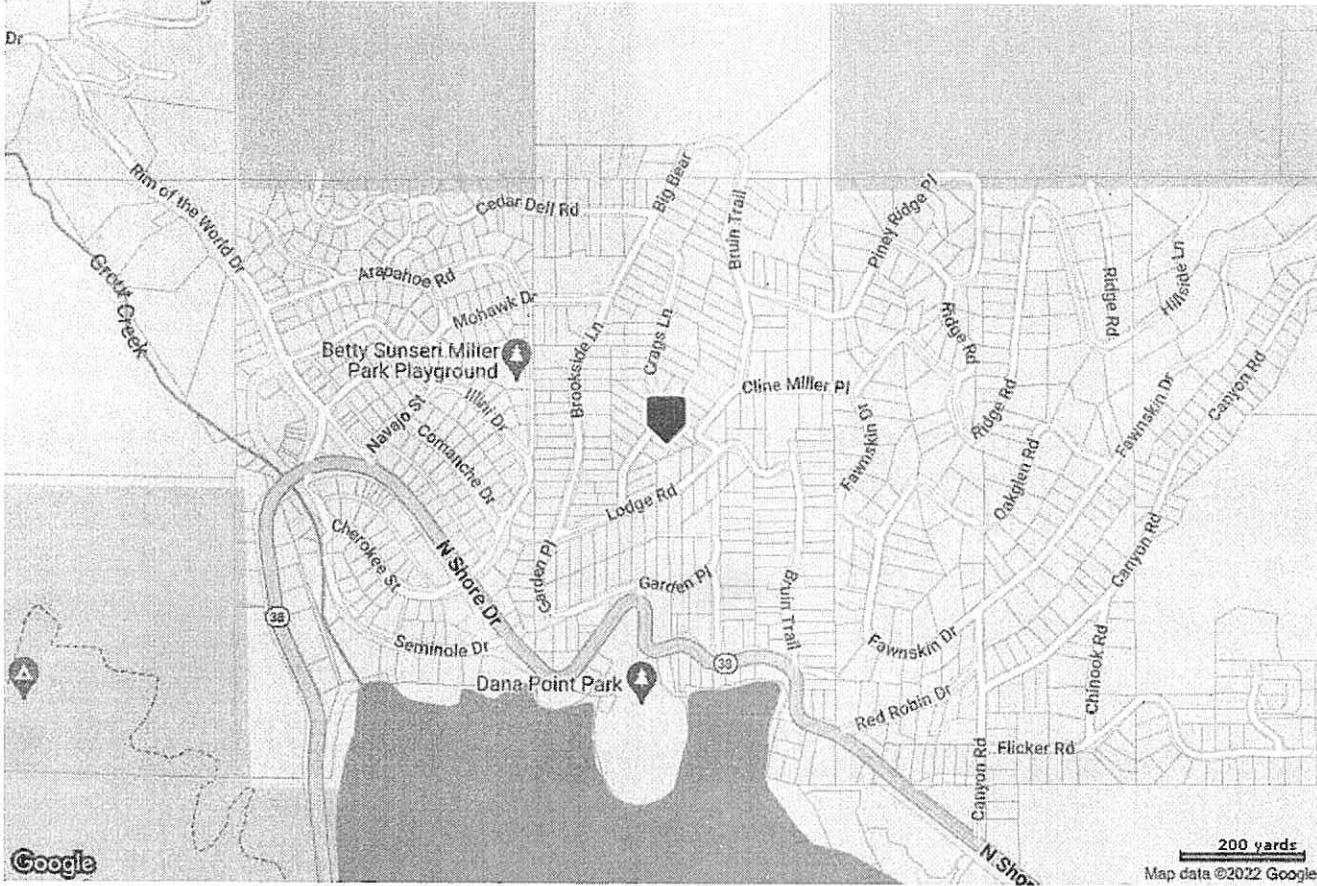 Dr
Rim of the World Dr
Grout Creek
Cedar Dell Rd
Big Bear
Bruin Trail
Piney Ridge Pl
Arapahoe Rd
Mohawk Dr
Ridge Rd
Hillside Ln
Betty Sunseri Miller
Park Playground
Illini Dr
Brookside Ln
Crags Ln
Ridge Rd
Cline Miller Pl
Navajo St
Comanche Dr
Fawnskin Dr
Ridge Rd
Fawnskin Dr
Canyon Rd
Oakglen Rd
Lodge Rd
Cherokee St
N Shore Dr
Garden Pl
Garden Pl
Bruin Trail
Canyon Rd
38
Seminole Dr
38
Fawnskin Dr
Dana Point Park
Chinook Rd
Red Robin Dr
Flicker Rd
Canyon Rd
N Shor
Google
200 yards
Map data ©2022 Google